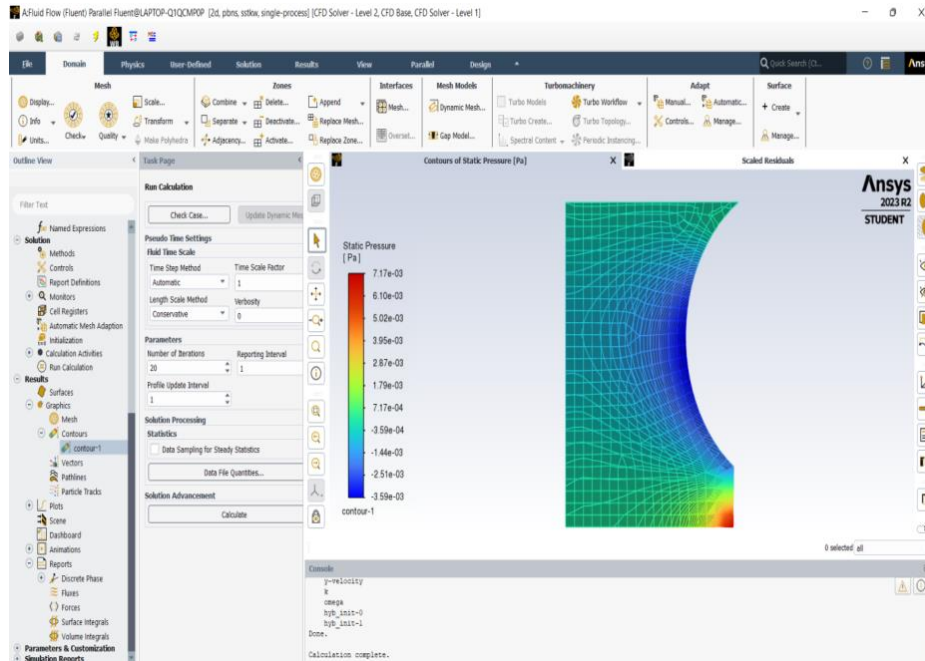 A:Fluid Flow (Fluent) Parallel Fluent@LAPTOP-Q1QCMP0P [2d, pbns, sstkw, single-process] [CFD Solver - Level 2, CFD Base, CFD Solver - Level 1]
File Domain Physics User-Defined Solution Results View Parallel Design Quick Search (Ct... Ans
Mesh Zones Interfaces Mesh Models Turbomachinery Adapt Surface
Display... Scale... Combine Delete... Append Mesh... Dynamic Mesh... Turbo Models Turbo Workflow Manual... Automatic... Create
Info Transform Separate Deactivate... Replace Mesh... Turbo Create... Turbo Topology... Controls... Manage...
Units... Check Quality Make Polyhedra Adjacency... Activate... Replace Zone... Overset... Gap Model... Spectral Content Periodic Instancing... Manage...
Outline View
Filter Text
Named Expressions
Solution
Methods
Controls
Report Definitions
Monitors
Cell Registers
Automatic Mesh Adaption
Initialization
Calculation Activities
Run Calculation
Results
Surfaces
Graphics
Mesh
Contours
contour-1
Vectors
Pathlines
Particle Tracks
Plots
Scene
Dashboard
Animations
Reports
Discrete Phase
Fluxes
Forces
Surface Integrals
Volume Integrals
Parameters & Customization
Simulation Reports
Task Page
Run Calculation
Check Case... Update Dynamic Mes
Pseudo Time Settings
Fluid Time Scale
Time Step Method Time Scale Factor
Automatic 1
Length Scale Method Verbosity
Conservative 0
Parameters
Number of Iterations Reporting Interval
20 1
Profile Update Interval
1
Solution Processing
Statistics
Data Sampling for Steady Statistics
Data File Quantities...
Solution Advancement
Calculate
Contours of Static Pressure [Pa] X Scaled Residuals X
Ansys
2023 R2
STUDENT
Static Pressure
[ Pa ]
7.17e-03
6.10e-03
5.02e-03
3.95e-03
2.87e-03
1.79e-03
7.17e-04
-3.59e-04
-1.44e-03
-2.51e-03
-3.59e-03
contour-1
0 selected all
Console
y-velocity
k
omega
hyb_init-0
hyb_init-1
Done.
Calculation complete.